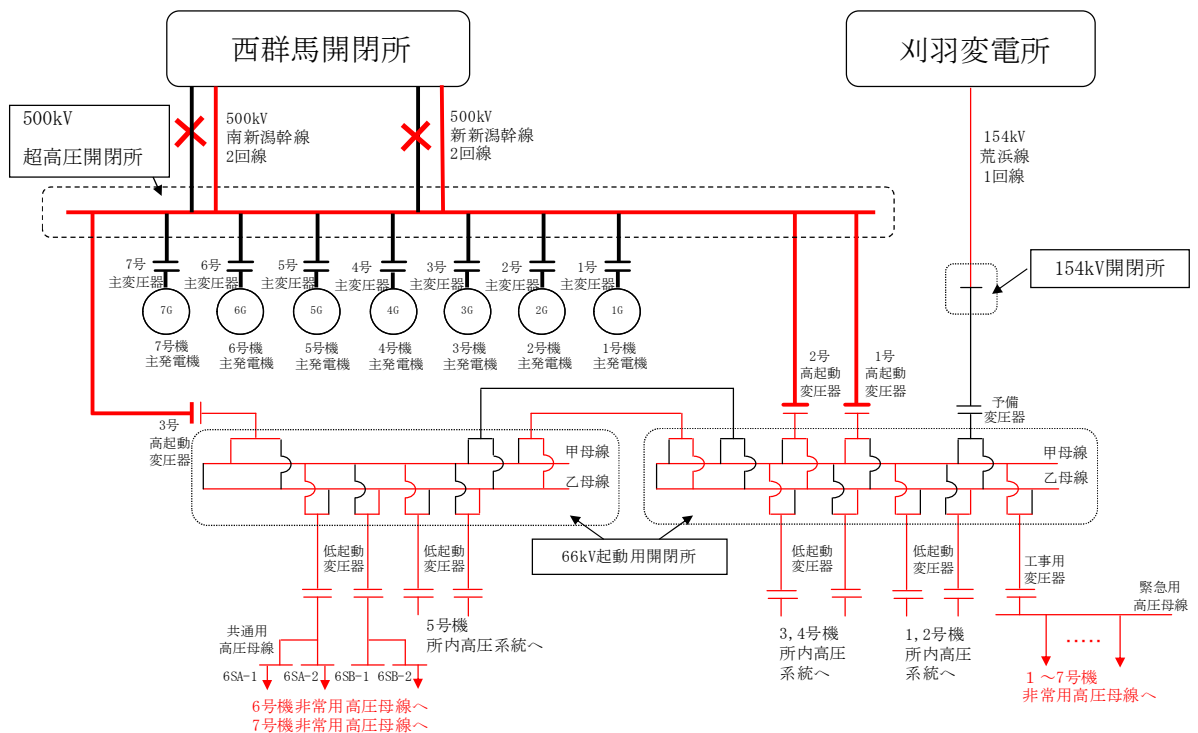 西群馬開閉所
刈羽変電所
500kV
超高圧開閉所
500kV
南新潟幹線
2回線
500kV
新新潟幹線
2回線
154kV
荒浜線
1回線
154kV開閉所
7号
主変圧器
6号
主変圧器
5号
主変圧器
4号
主変圧器
3号
主変圧器
2号
主変圧器
1号
主変圧器
7G
6G
5G
4G
3G
2G
1G
7号機
主発電機
6号機
主発電機
5号機
主発電機
4号機
主発電機
3号機
主発電機
2号機
主発電機
1号機
主発電機
2号
高起動
変圧器
1号
高起動
変圧器
予備
変圧器
3号
高起動
変圧器
甲母線
乙母線
甲母線
乙母線
66kV起動用開閉所
低起動
変圧器
低起動
変圧器
低起動
変圧器
低起動
変圧器
工事用
変圧器
緊急用
高圧母線
共通用
高圧母線
5号機
所内高圧系統へ
3,4号機
所内高圧
系統へ
1,2号機
所内高圧
系統へ
.....
1～7号機
非常用高圧母線へ
6SA-1
6SA-2
6SB-1
6SB-2
6号機非常用高圧母線へ
7号機非常用高圧母線へ